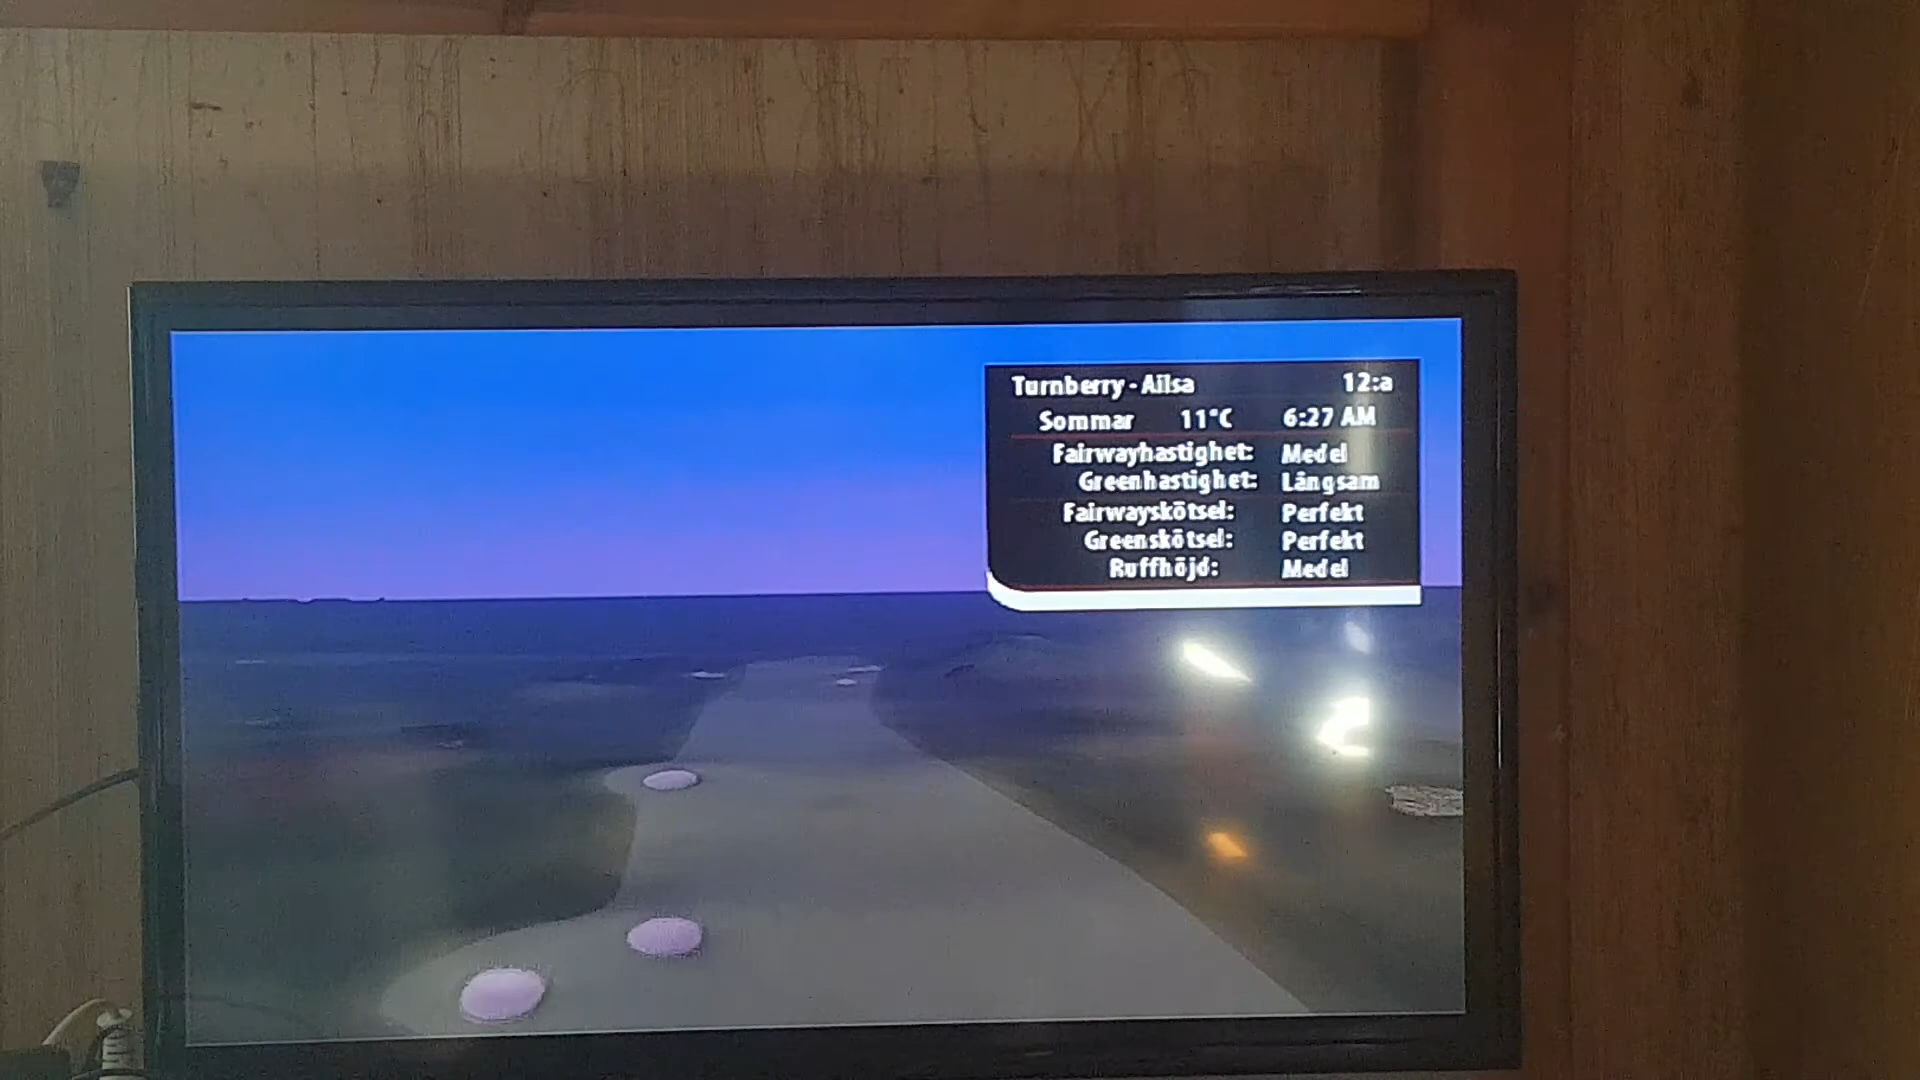 Turnberry - Ailsa 12:a
Sommar 11°C 6:27 AM
Fairwayhastighet: Medel
Greenhastighet: Långsam
Fairwayskötsel: Perfekt
Greenskötsel: Perfekt
Ruffhöjd: Medel